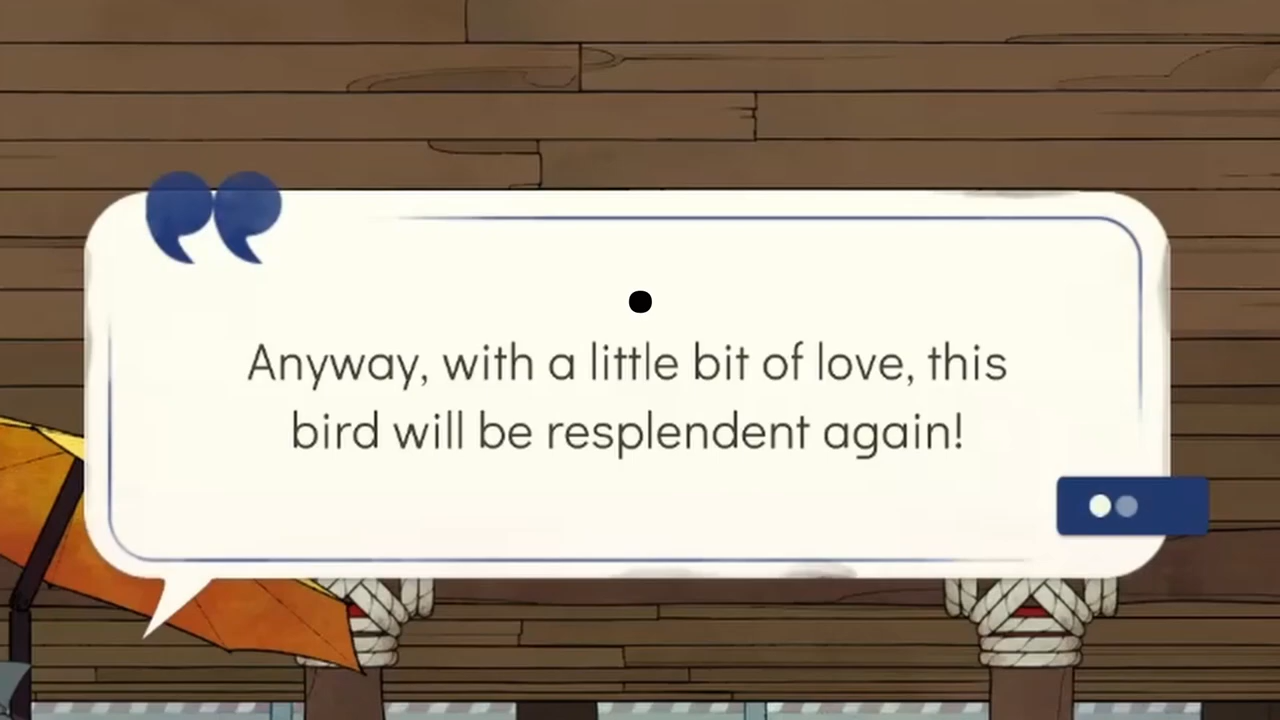 Anyway, with a little bit of love, this
bird will be resplendent again!